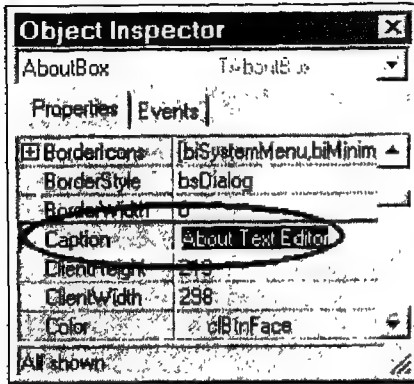 Object Inspector
AboutBox TAboutBox
Properties Events
BorderIcons [biSystemMenu,biMinim
BorderStyle bsDialog
BorderWidth 0
Caption About Text Editor
ClientHeight 213
ClientWidth 298
Color clBtnFace
All shown